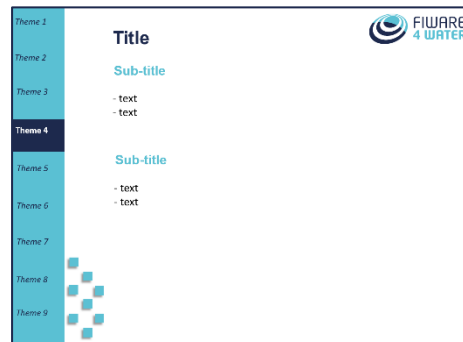 Theme 1
Theme 2
Theme 3
Theme 4
Theme 5
Theme 6
Theme 7
Theme 8
Theme 9
Title
Sub-title
- text
- text
Sub-title
- text
- text
FIWARE
4 WATER